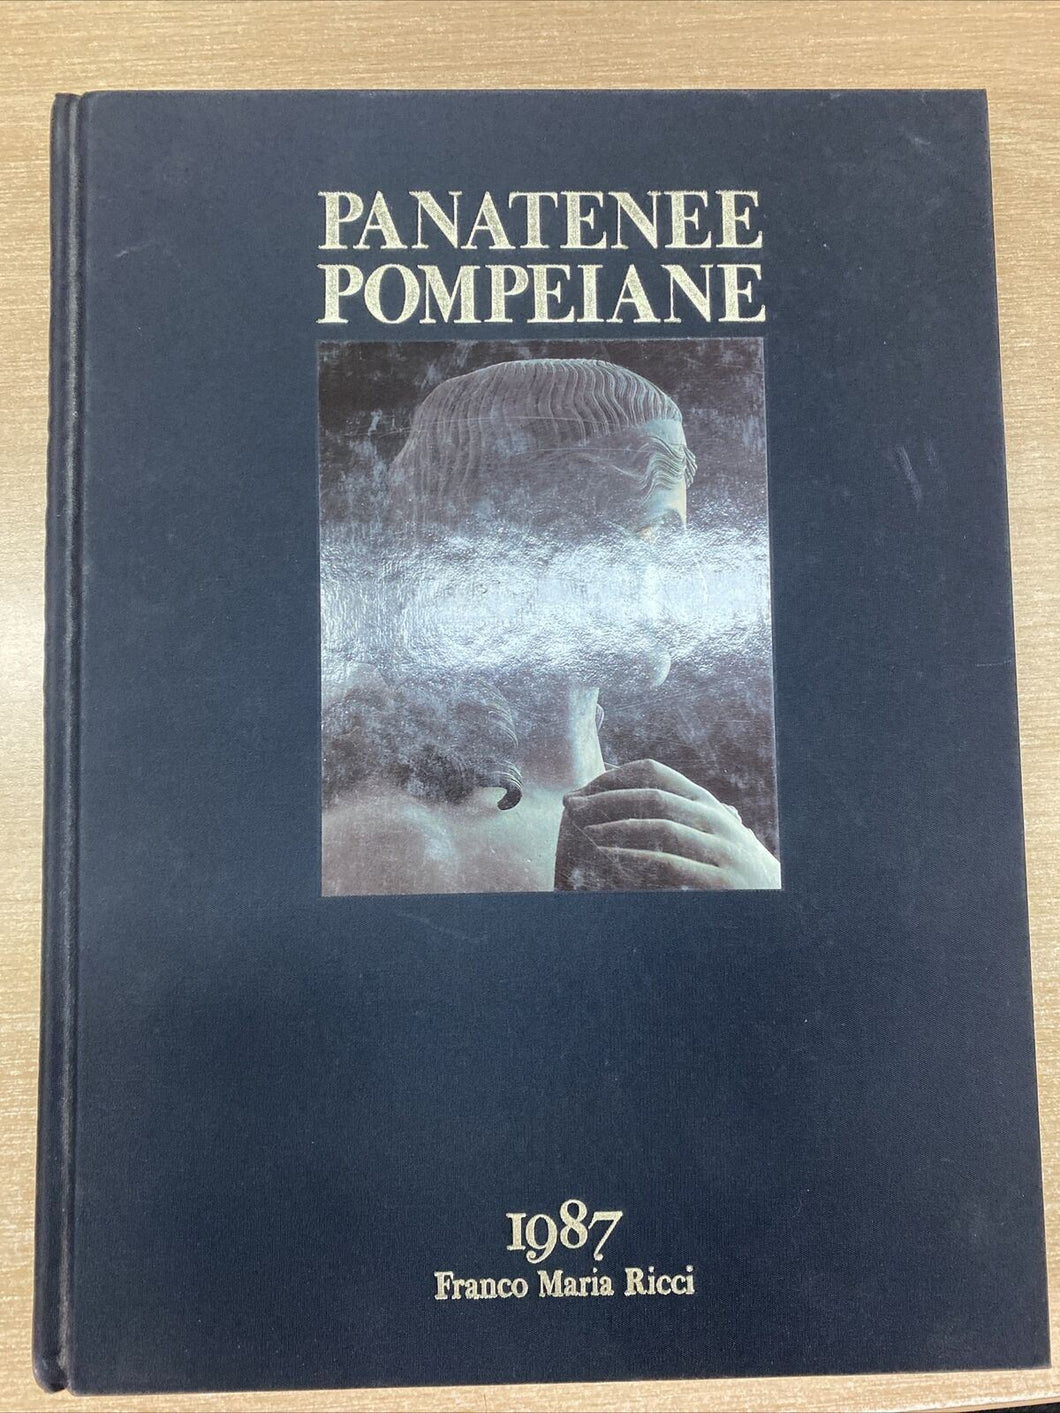 PANATENEE
POMPEIANE
1987
Franco Maria Ricci